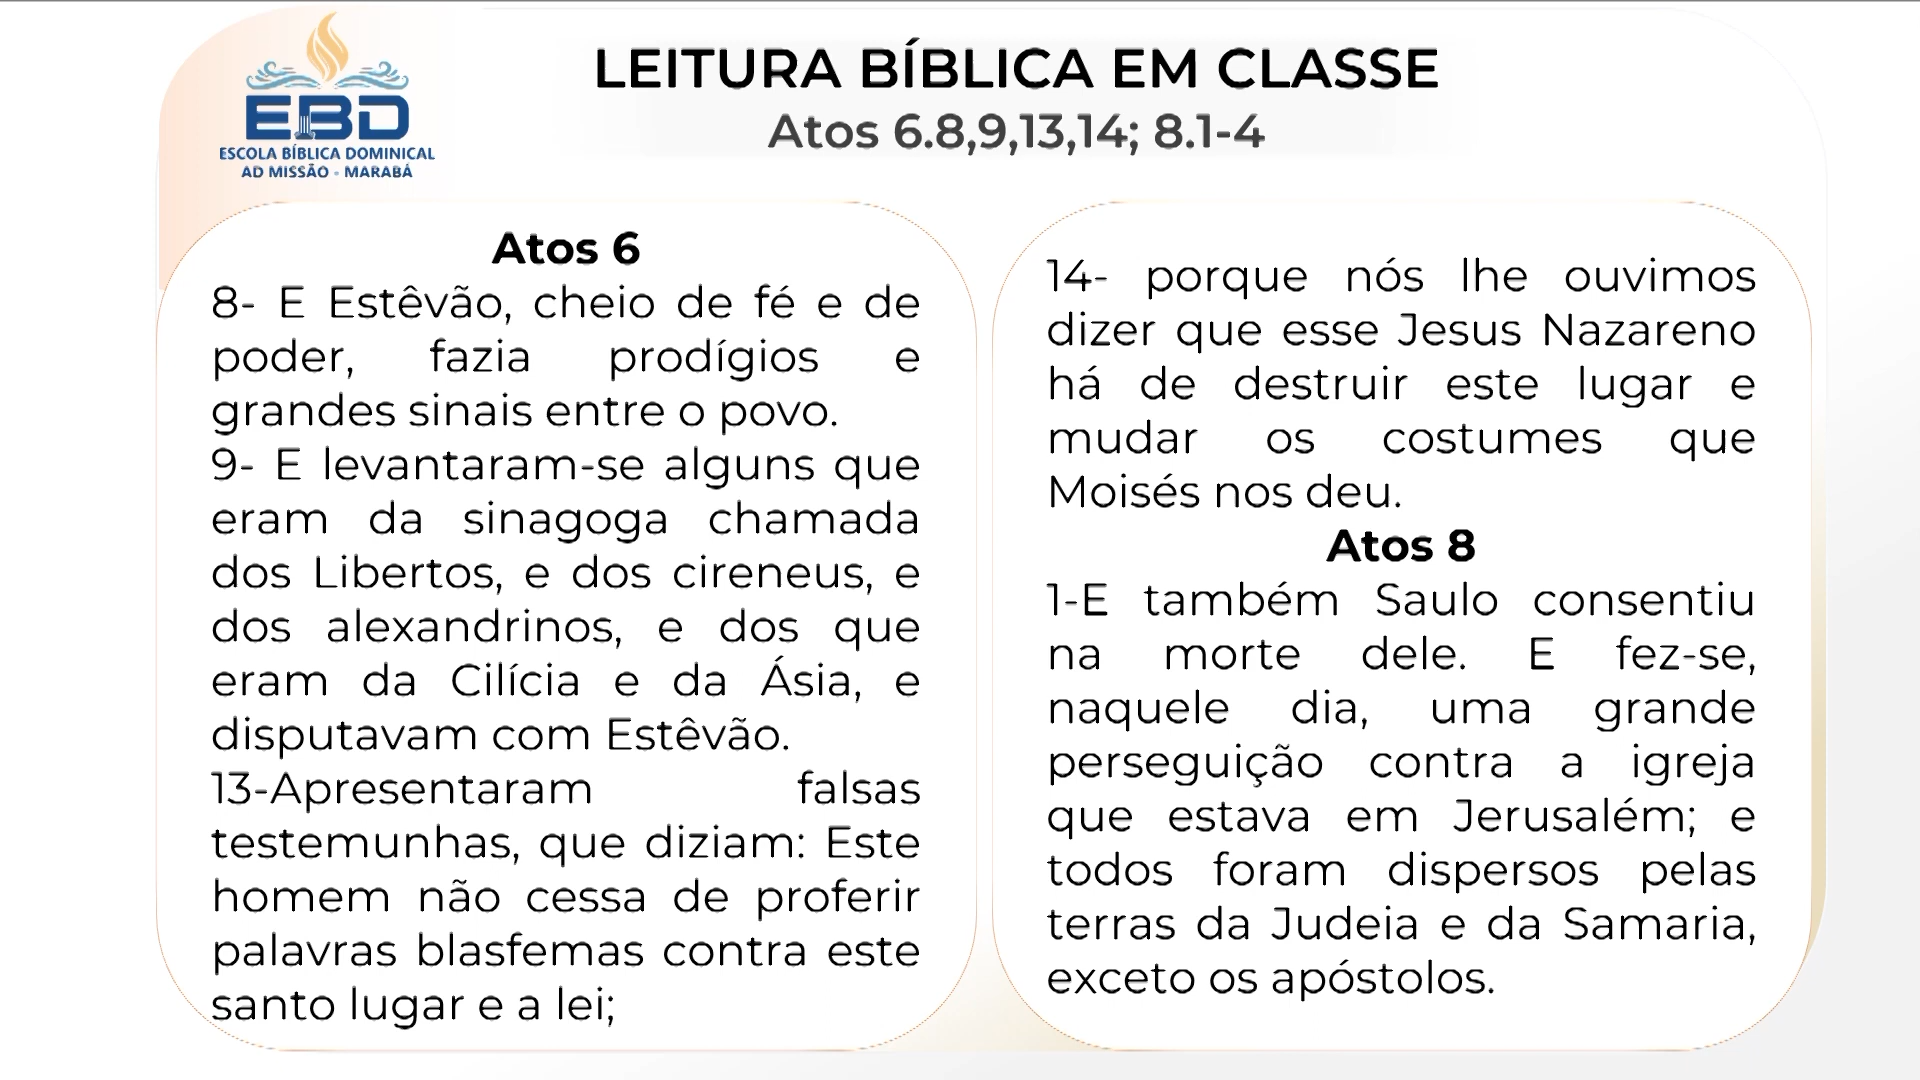 EBD
ESCOLA BÍBLICA DOMINICAL
AD MISSÃO - MARABÁ
LEITURA BÍBLICA EM CLASSE
Atos 6.8,9,13,14; 8.1-4
Atos 6
8- E Estêvão, cheio de fé e de
poder, fazia prodígios e
grandes sinais entre o povo.
9- E levantaram-se alguns que
eram da sinagoga chamada
dos Libertos, e dos cireneus, e
dos alexandrinos, e dos que
eram da Cilícia e da Ásia, e
disputavam com Estêvão.
13-Apresentaram falsas
testemunhas, que diziam: Este
homem não cessa de proferir
palavras blasfemas contra este
santo lugar e a lei;
14- porque nós lhe ouvimos
dizer que esse Jesus Nazareno
há de destruir este lugar e
mudar os costumes que
Moisés nos deu.
Atos 8
1-E também Saulo consentiu
na morte dele. E fez-se,
naquele dia, uma grande
perseguição contra a igreja
que estava em Jerusalém; e
todos foram dispersos pelas
terras da Judeia e da Samaria,
exceto os apóstolos.